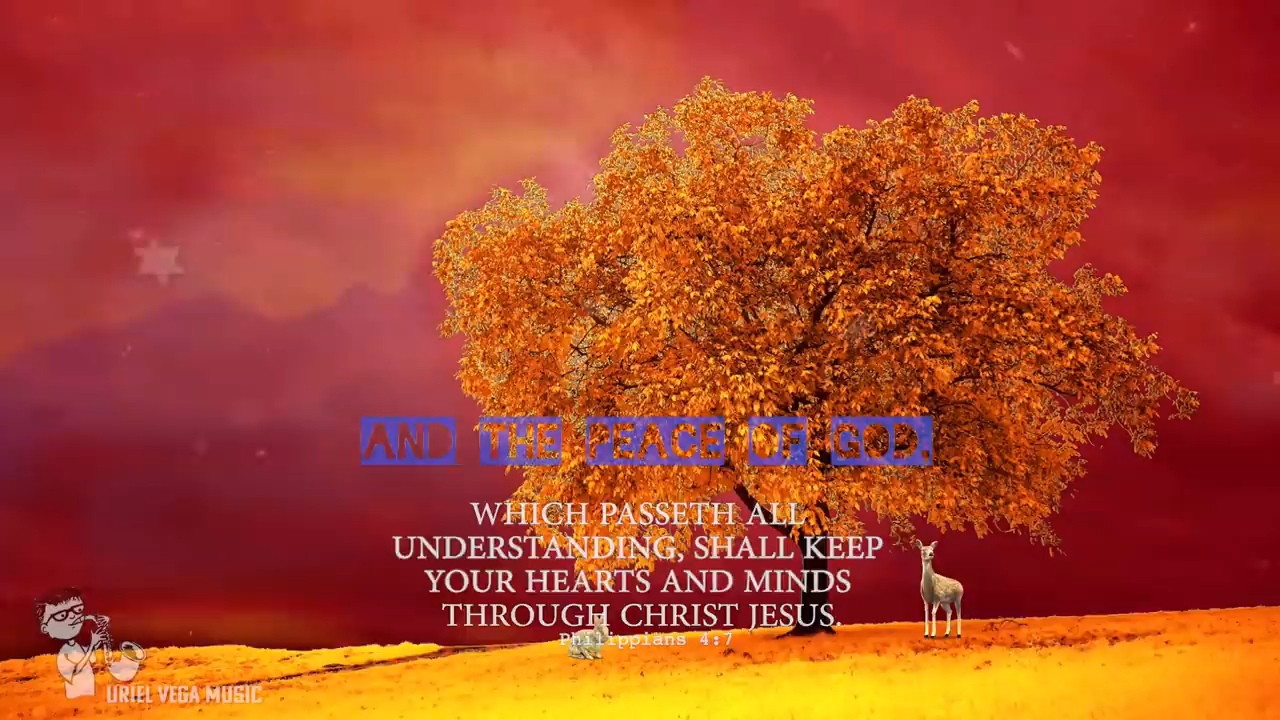 AND THE PEACE OF GOD,
WHICH PASSETH ALL
UNDERSTANDING, SHALL KEEP
YOUR HEARTS AND MINDS
THROUGH CHRIST JESUS.
Philippians 4:7
URIEL VEGA MUSIC